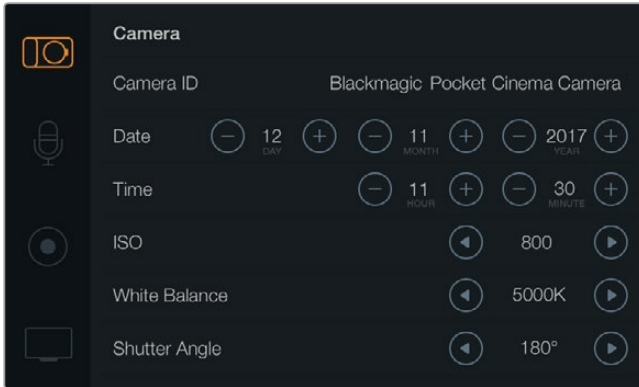 Camera
Camera ID Blackmagic Pocket Cinema Camera
Date 12 11 2017
DAY MONTH YEAR
Time 11 30
HOUR MINUTE
ISO 800
White Balance 5000K
Shutter Angle 180°